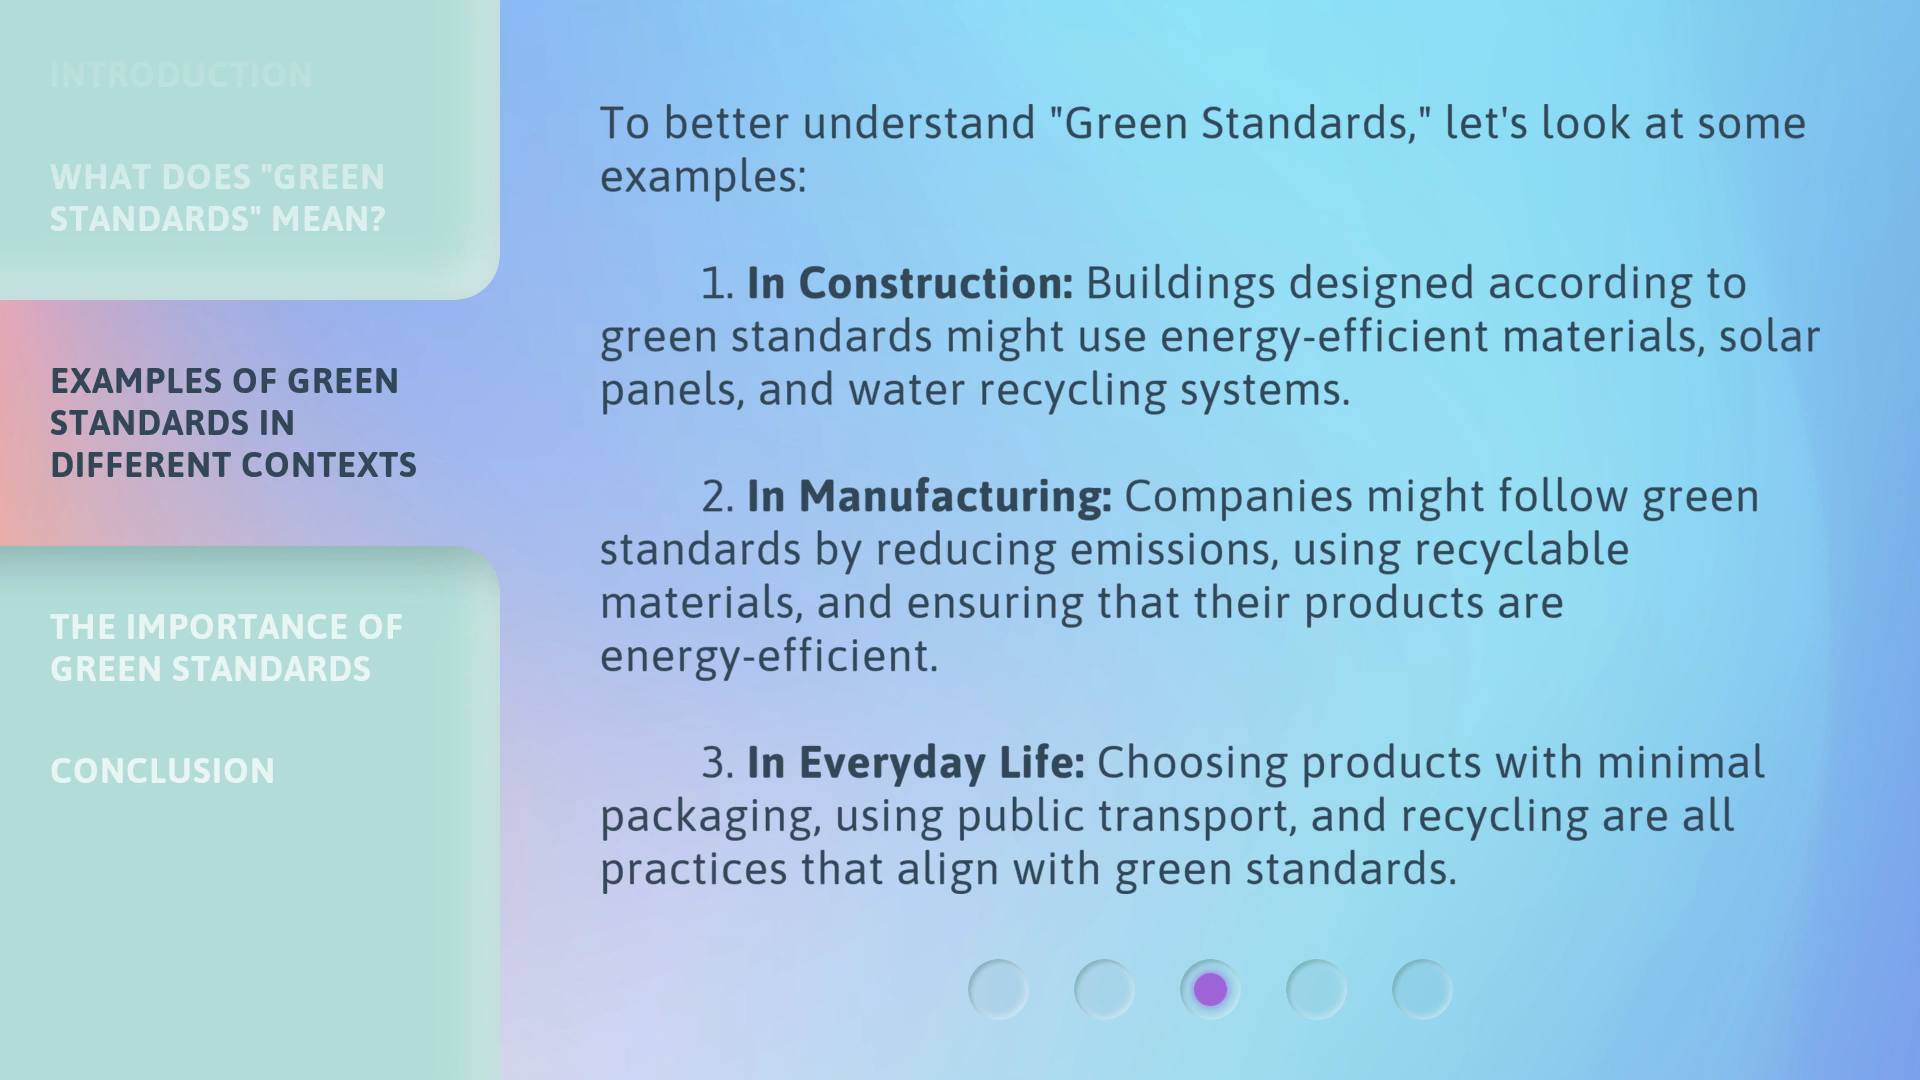 INTRODUCTION
WHAT DOES "GREEN
STANDARDS" MEAN?
EXAMPLES OF GREEN
STANDARDS IN
DIFFERENT CONTEXTS
THE IMPORTANCE OF
GREEN STANDARDS
CONCLUSION
To better understand "Green Standards," let's look at some
examples:
1. In Construction: Buildings designed according to
green standards might use energy-efficient materials, solar
panels, and water recycling systems.
2. In Manufacturing: Companies might follow green
standards by reducing emissions, using recyclable
materials, and ensuring that their products are
energy-efficient.
3. In Everyday Life: Choosing products with minimal
packaging, using public transport, and recycling are all
practices that align with green standards.